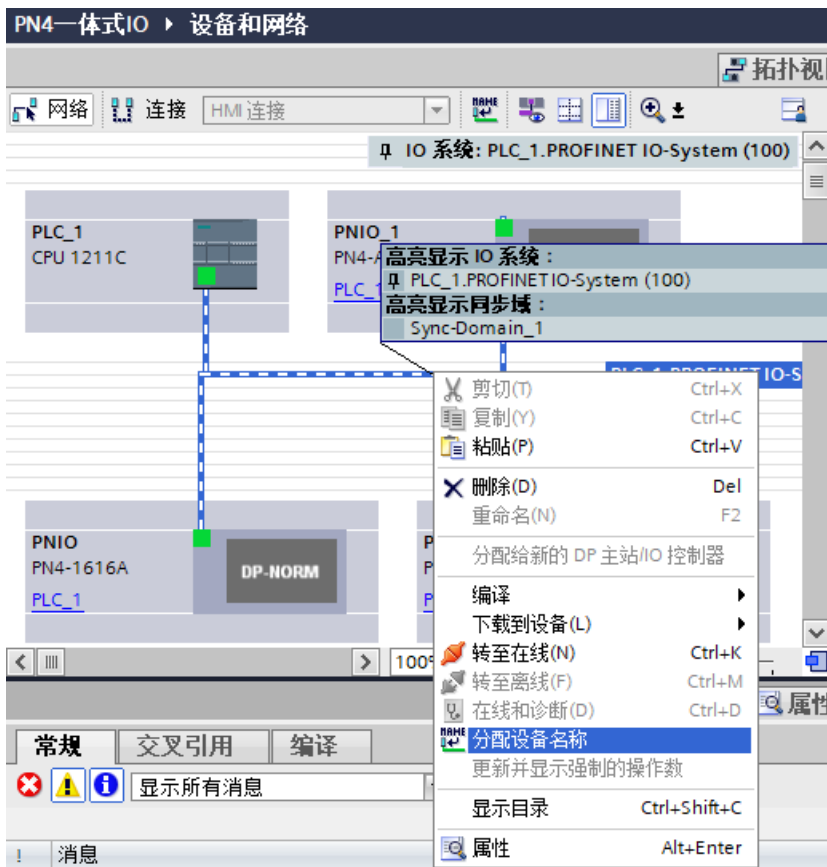 PN4一体式IO ▸ 设备和网络
拓扑视
网络 连接 HMI 连接
IO 系统: PLC_1.PROFINET IO-System (100)
PLC_1
CPU 1211C
PNIO_1
PN4-
PLC_1
高亮显示 IO 系统：
PLC_1.PROFINET IO-System (100)
高亮显示同步域：
Sync-Domain_1
PLC_1.PROFINET IO-S
剪切(T) Ctrl+X
复制(Y) Ctrl+C
粘贴(P) Ctrl+V
删除(D) Del
重命名(N) F2
分配给新的 DP 主站/IO 控制器
编译
下载到设备(L)
转至在线(N) Ctrl+K
转至离线(F) Ctrl+M
在线和诊断(D) Ctrl+D
分配设备名称
更新并显示强制的操作数
显示目录 Ctrl+Shift+C
属性 Alt+Enter
PNIO
PN4-1616A
PLC_1
DP-NORM
P
P
P
100%
属性
常规 交叉引用 编译
显示所有消息
! 消息